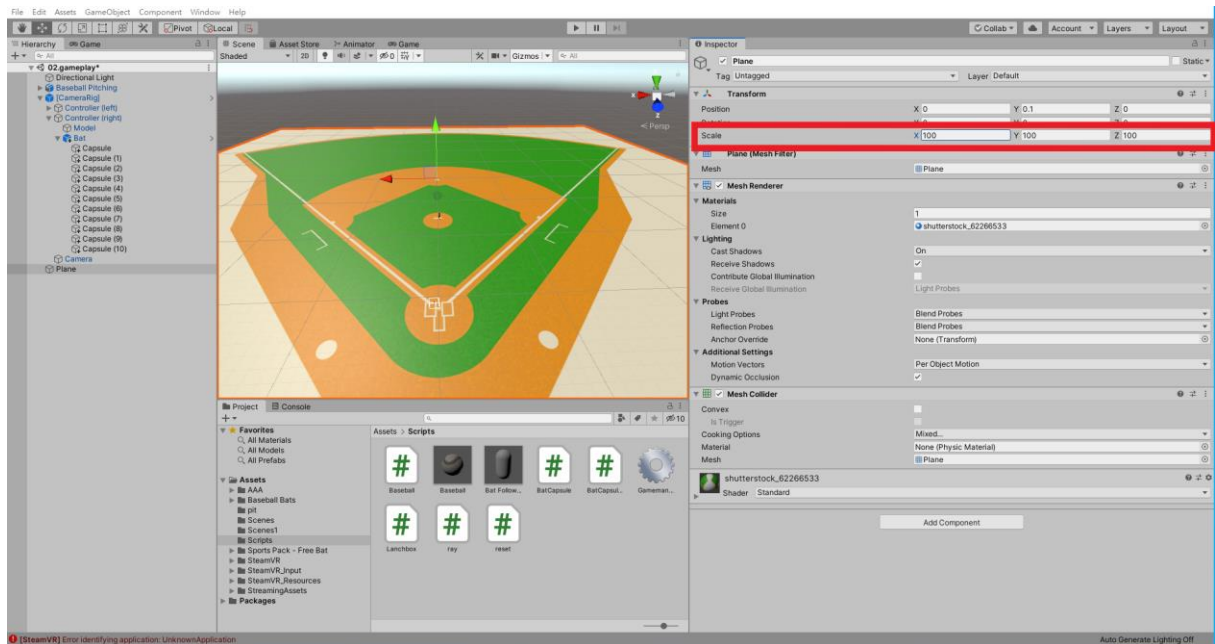 File Edit Assets GameObject Component Window Help
Pivot Local Collab Account Layers Layout
Hierarchy Game
All
02.gameplay*
Directional Light
Baseball Pitching
[CameraRig]
Controller (left)
Controller (right)
Model
Bat
Capsule
Capsule (1)
Capsule (2)
Capsule (3)
Capsule (4)
Capsule (5)
Capsule (6)
Capsule (7)
Capsule (8)
Capsule (9)
Capsule (10)
Camera
Plane
Scene Asset Store Animator Game
Shaded 2D 0 Gizmos All
y
x
z
Persp
Project Console
10
Favorites
All Materials
All Models
All Prefabs
Assets
AAA
Baseball Bats
pit
Scenes
Scenes1
Scripts
Sports Pack - Free Bat
SteamVR
SteamVR_Input
SteamVR_Resources
StreamingAssets
Packages
Assets > Scripts
# # #
Baseball Baseball Bat Follow... BatCapsule BatCapsul... Gameman...
# # #
Lanchbox ray reset
Inspector
Plane Static
Tag Untagged Layer Default
Transform
Position X 0 Y 0.1 Z 0
Scale X 100 Y 100 Z 100
Plane (Mesh Filter)
Mesh Plane
Mesh Renderer
Materials
Size 1
Element 0 shutterstock_62266533
Lighting
Cast Shadows On
Receive Shadows
Contribute Global Illumination
Receive Global Illumination Light Probes
Probes
Light Probes Blend Probes
Reflection Probes Blend Probes
Anchor Override None (Transform)
Additional Settings
Motion Vectors Per Object Motion
Dynamic Occlusion
Mesh Collider
Convex
Is Trigger
Cooking Options Mixed...
Material None (Physic Material)
Mesh Plane
shutterstock_62266533
Shader Standard
Add Component
[SteamVR] Error identifying application: UnknownApplication
Auto Generate Lighting Off